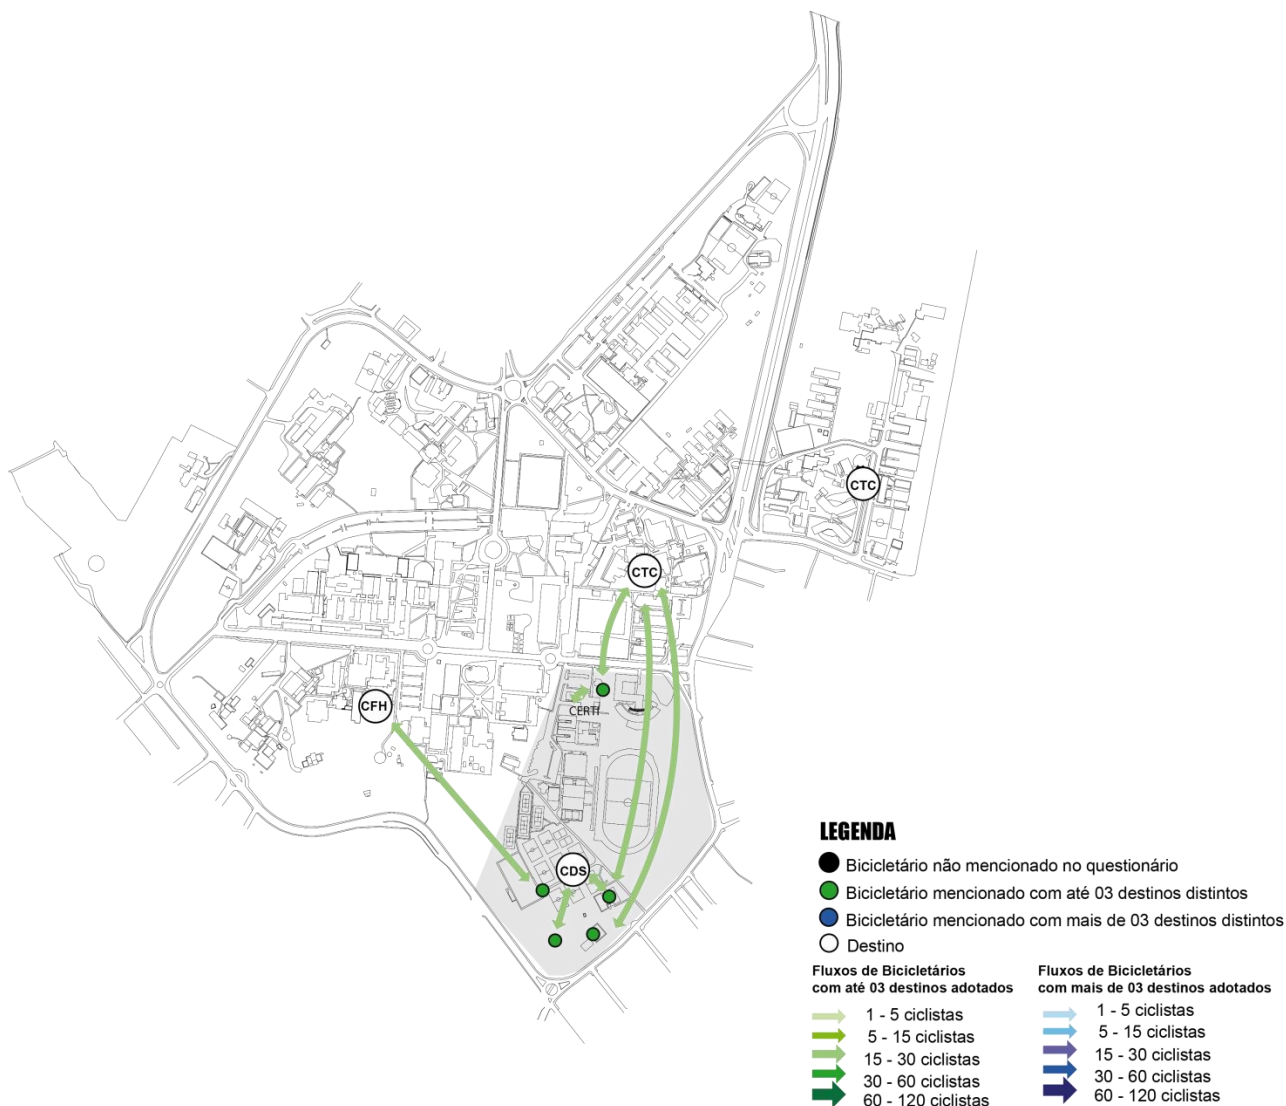 CTC
CTC
CFH
CERTI
CDS
LEGENDA
Bicicletário não mencionado no questionário
Bicicletário mencionado com até 03 destinos distintos
Bicicletário mencionado com mais de 03 destinos distintos
Destino
Fluxos de Bicicletários
com até 03 destinos adotados
1 - 5 ciclistas
5 - 15 ciclistas
15 - 30 ciclistas
30 - 60 ciclistas
60 - 120 ciclistas
Fluxos de Bicicletários
com mais de 03 destinos adotados
1 - 5 ciclistas
5 - 15 ciclistas
15 - 30 ciclistas
30 - 60 ciclistas
60 - 120 ciclistas